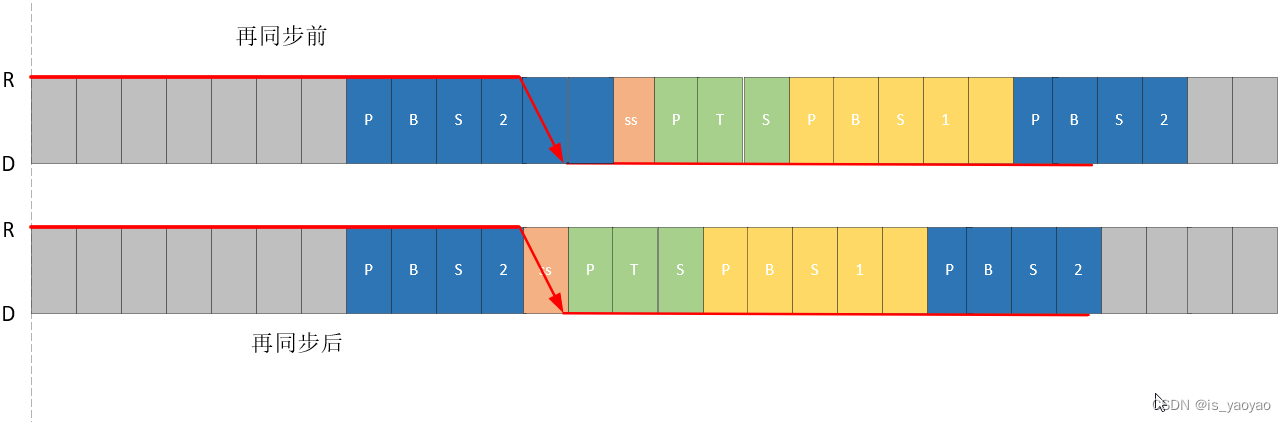 再同步前
R
P B S 2 ss P T S P B S 1 P B S 2
D
R
P B S 2 ss P T S P B S 1 P B S 2
D
再同步后
CSDN @is_yaoyao